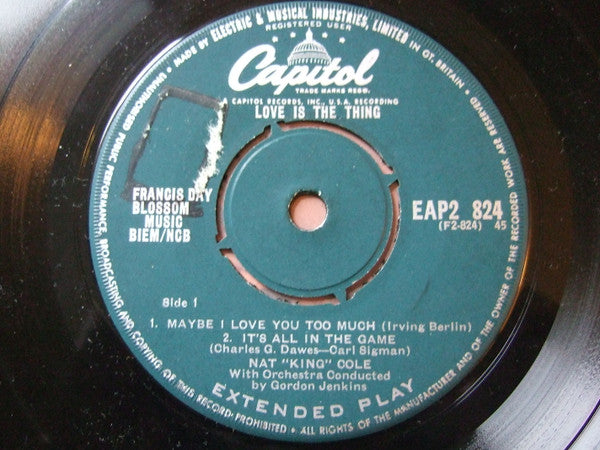 MADE BY ELECTRIC & MUSICAL INDUSTRIES, LIMITED IN GT. BRITAIN •
REGISTERED USER
Capitol
TRADE MARKS REGD.
A CAPITOL RECORDS, INC., U.S.A. RECORDING
LOVE IS THE THING
FRANCIS DAY
BLOSSOM
MUSIC
BIEM/NCB
EAP2 824
(F2-824) 45
Side 1
1. MAYBE I LOVE YOU TOO MUCH (Irving Berlin)
2. IT'S ALL IN THE GAME
(Charles G. Dawes—Carl Sigman)
NAT "KING" COLE
With Orchestra Conducted
by Gordon Jenkins
EXTENDED PLAY
ALL RIGHTS OF THE MANUFACTURER AND OF THE OWNER OF THE RECORDED WORK ARE RESERVED •
UNAUTHORISED PUBLIC PERFORMANCE, BROADCASTING AND COPYING OF THIS RECORD PROHIBITED •